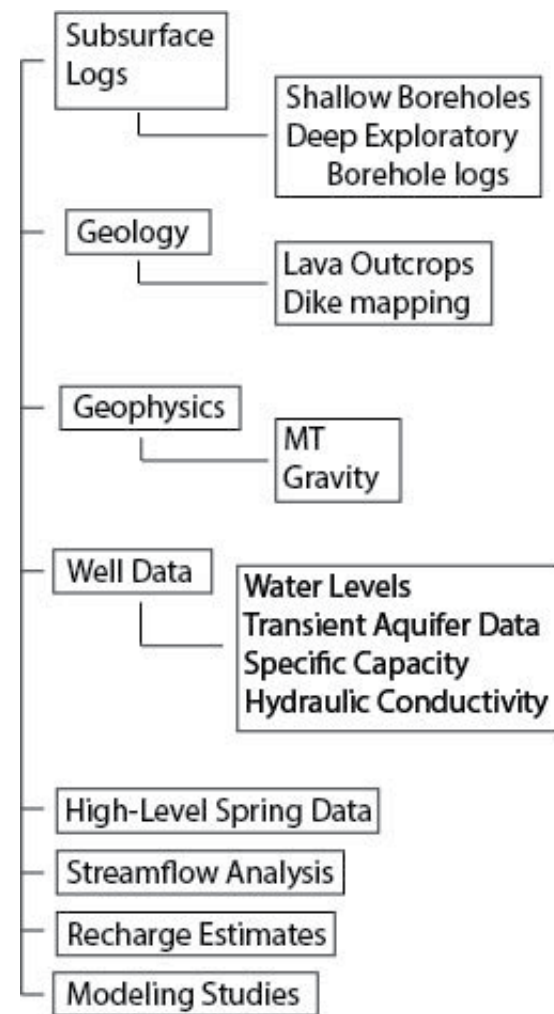 Subsurface
Logs
Shallow Boreholes
Deep Exploratory
Borehole logs
Geology
Lava Outcrops
Dike mapping
Geophysics
MT
Gravity
Well Data
Water Levels
Transient Aquifer Data
Specific Capacity
Hydraulic Conductivity
High-Level Spring Data
Streamflow Analysis
Recharge Estimates
Modeling Studies